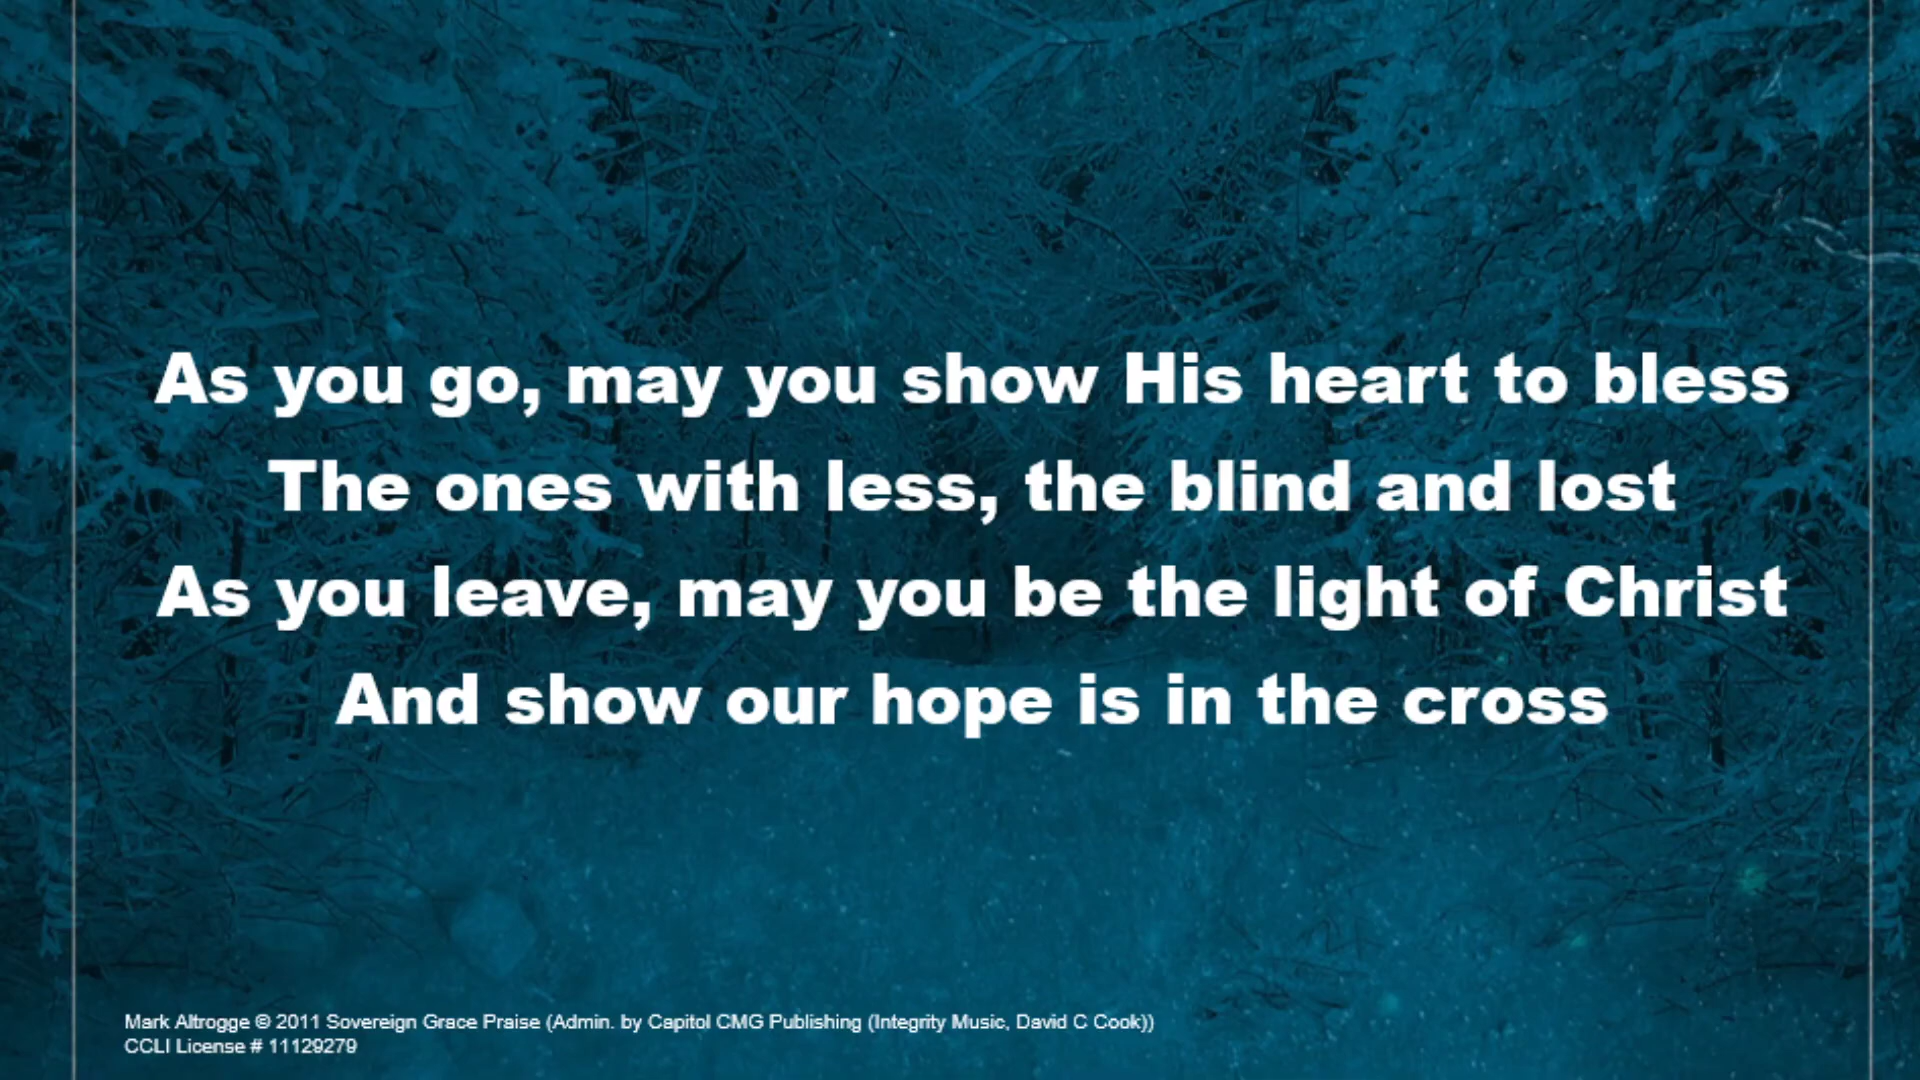 As you go, may you show His heart to bless
The ones with less, the blind and lost
As you leave, may you be the light of Christ
And show our hope is in the cross
Mark Altrogge © 2011 Sovereign Grace Praise (Admin. by Capitol CMG Publishing (Integrity Music, David C Cook))
CCLI License # 11129279